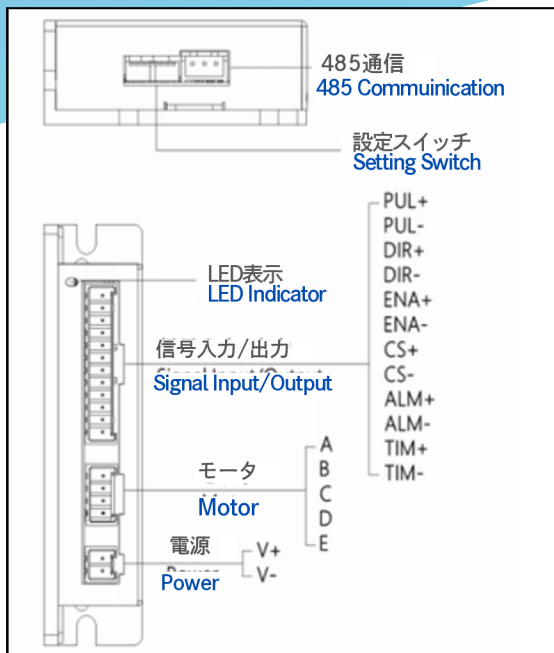 485通信
485 Commuinication
設定スイッチ
Setting Switch
PUL+
PUL-
DIR+
DIR-
ENA+
ENA-
CS+
CS-
ALM+
ALM-
TIM+
TIM-
LED表示
LED Indicator
信号入力/出力
Signal Input/Output
A
B
C
D
E
モータ
Motor
電源
Power
V+
V-